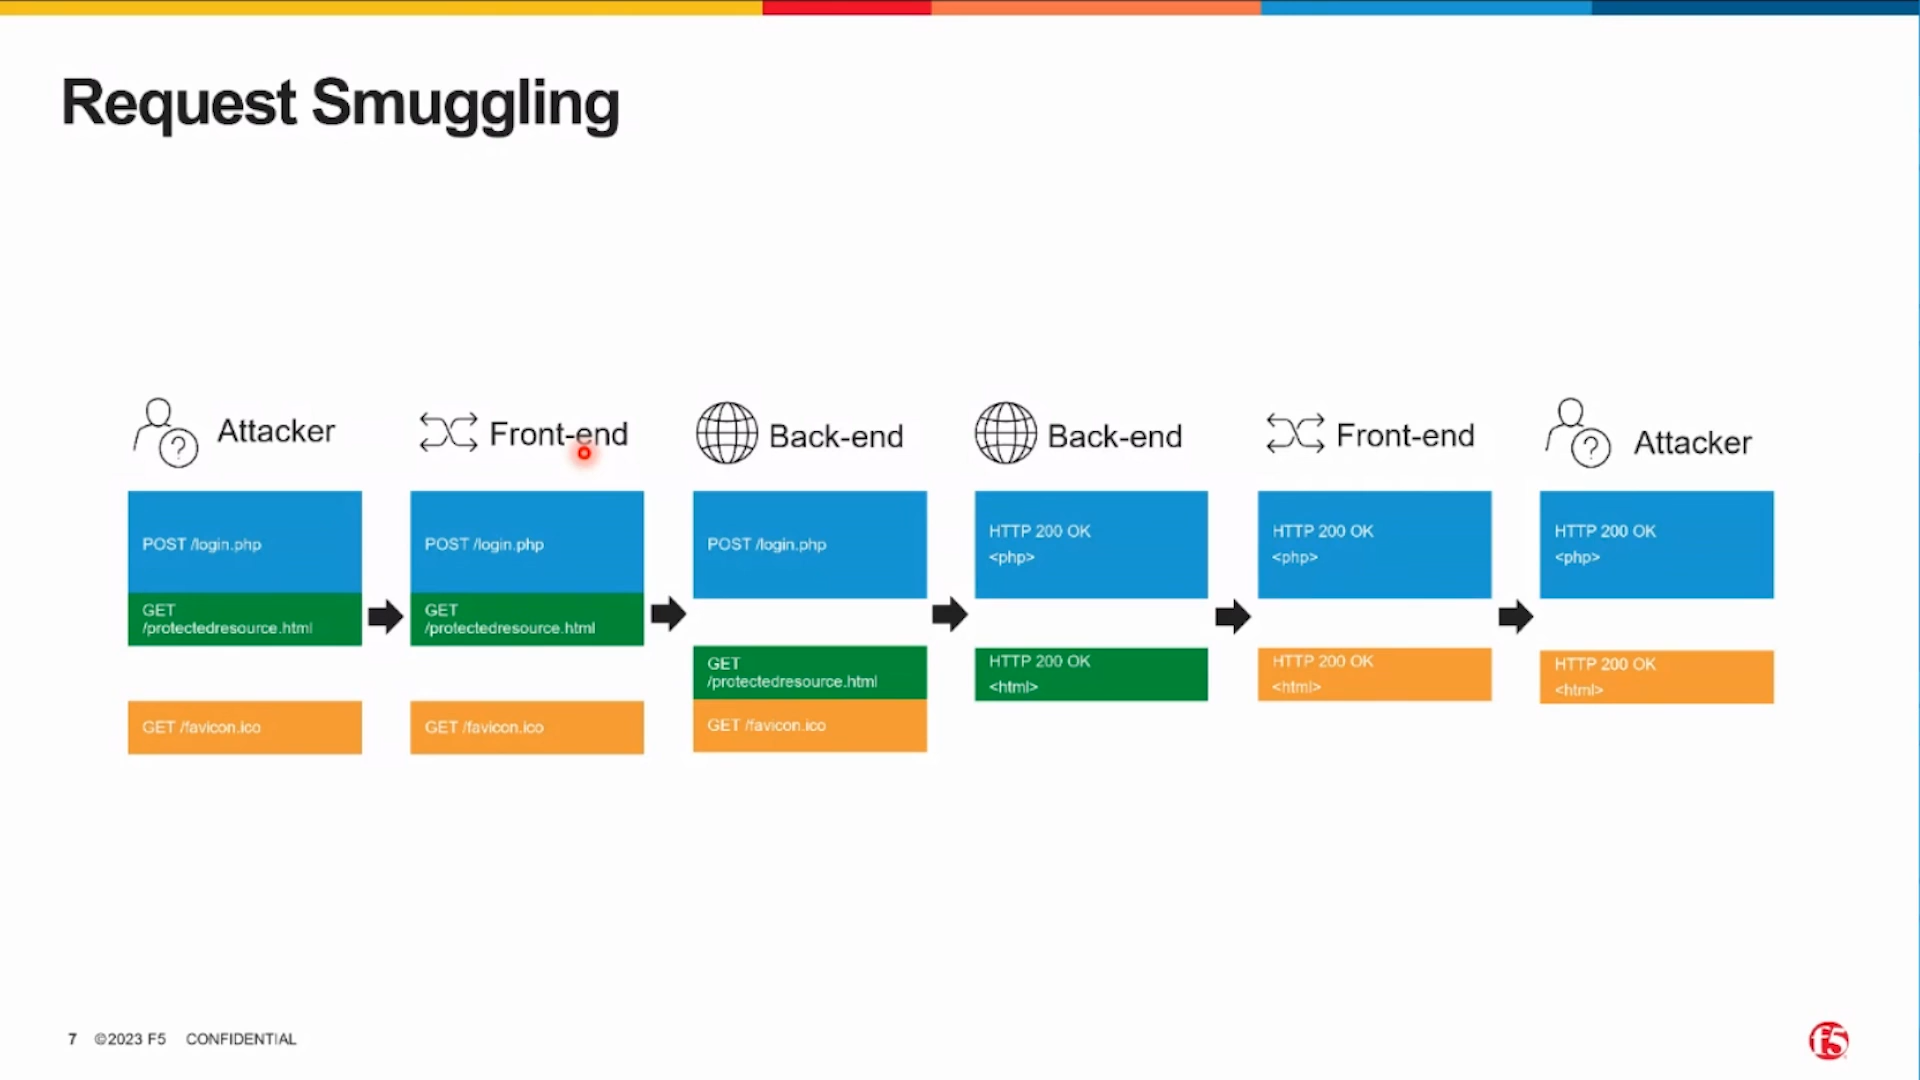 Request Smuggling
Attacker
POST /login.php
GET
/protectedresource.html
GET /favicon.ico
Front-end
POST /login.php
GET
/protectedresource.html
GET /favicon.ico
Back-end
POST /login.php
GET
/protectedresource.html
GET /favicon.ico
Back-end
HTTP 200 OK
<php>
HTTP 200 OK
<html>
Front-end
HTTP 200 OK
<php>
HTTP 200 OK
<html>
Attacker
HTTP 200 OK
<php>
HTTP 200 OK
<html>
7 ©2023 F5 CONFIDENTIAL
f5